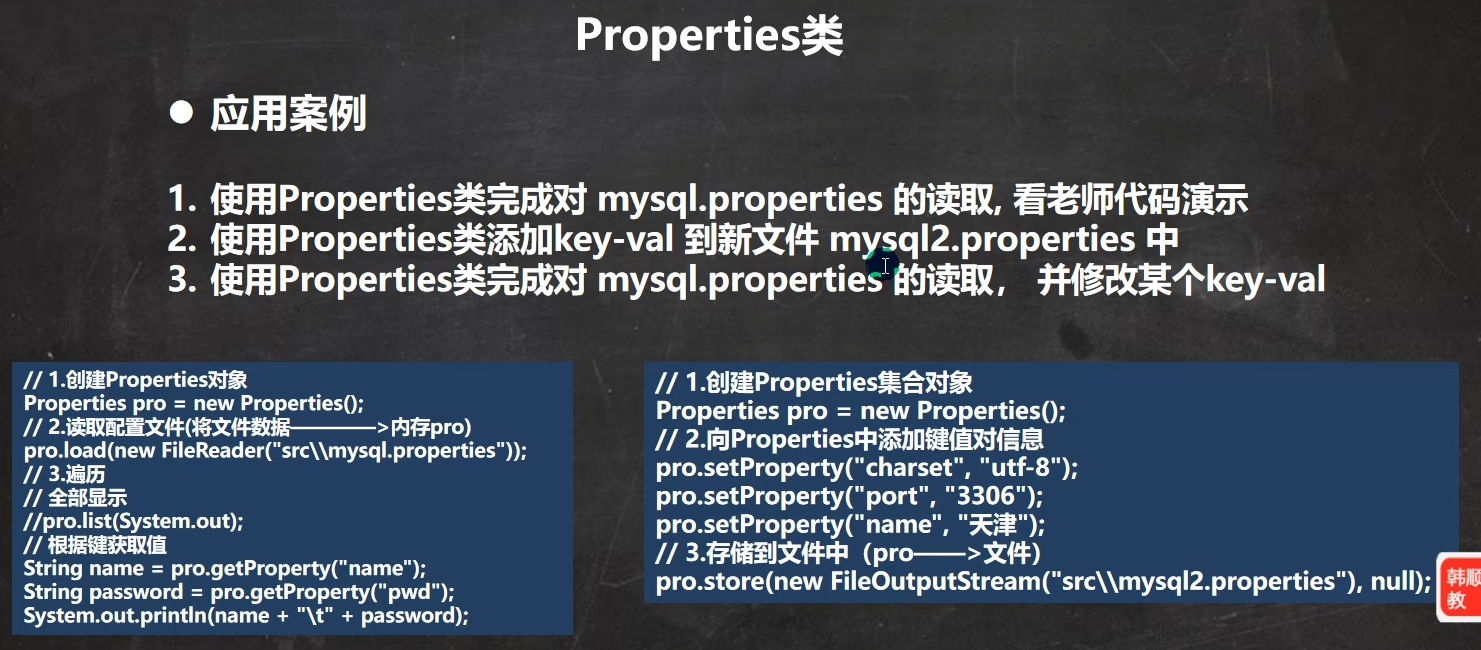 Properties类
● 应用案例
1. 使用Properties类完成对 mysql.properties 的读取, 看老师代码演示
2. 使用Properties类添加key-val 到新文件 mysql2.properties 中
3. 使用Properties类完成对 mysql.properties 的读取， 并修改某个key-val
// 1.创建Properties对象
Properties pro = new Properties();
// 2.读取配置文件(将文件数据————>内存pro)
pro.load(new FileReader("src\\mysql.properties"));
// 3.遍历
// 全部显示
//pro.list(System.out);
// 根据键获取值
String name = pro.getProperty("name");
String password = pro.getProperty("pwd");
System.out.println(name + "\t" + password);
// 1.创建Properties集合对象
Properties pro = new Properties();
// 2.向Properties中添加键值对信息
pro.setProperty("charset", "utf-8");
pro.setProperty("port", "3306");
pro.setProperty("name", "天津");
// 3.存储到文件中（pro——>文件）
pro.store(new FileOutputStream("src\\mysql2.properties"), null);
韩顺
教